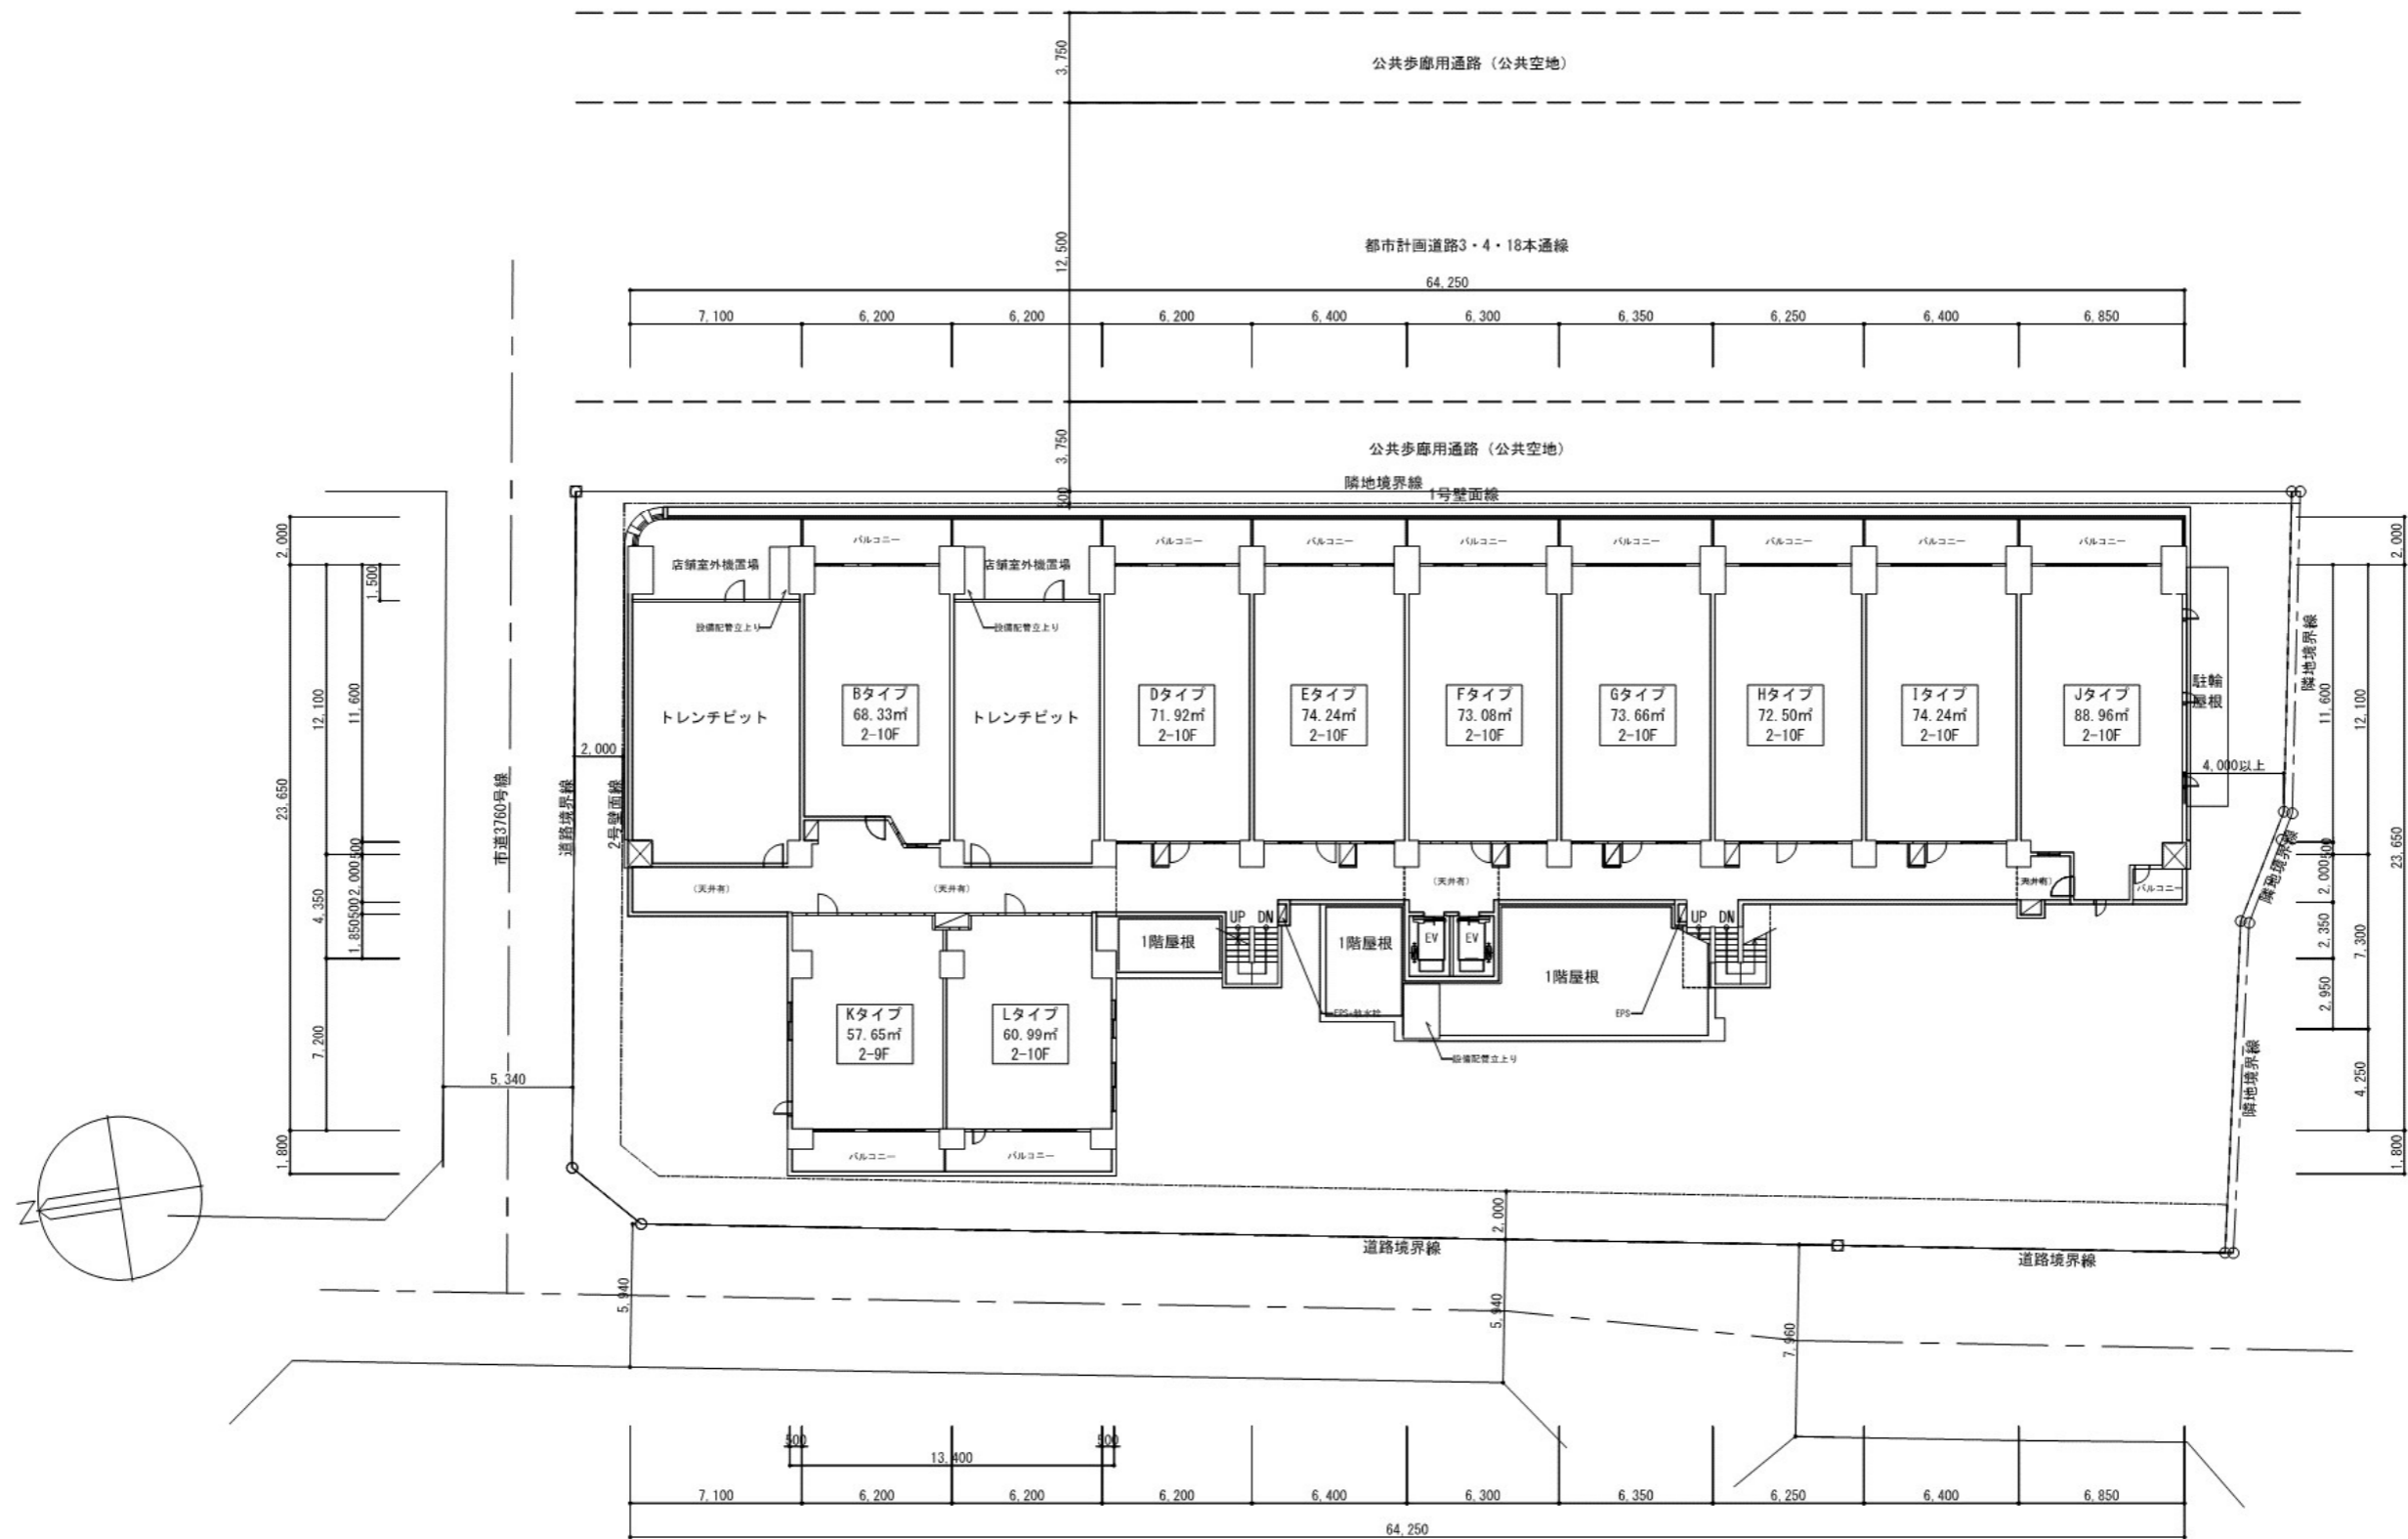 3,750
公共歩廊用通路（公共空地）
12,500
都市計画道路3・4・18本通線
64,250
7,100
6,200
6,200
6,200
6,400
6,300
6,350
6,250
6,400
6,850
3,750
公共歩廊用通路（公共空地）
隣地境界線
1号壁面線
2,000
1,500
12,100
11,600
23,650
500
2,000
500
4,350
1,850
7,200
1,800
市道3760号線
道路境界線
2,000
2号壁面線
5,340
N
店舗室外機置場
バルコニー
店舗室外機置場
バルコニー
バルコニー
バルコニー
バルコニー
バルコニー
バルコニー
バルコニー
設備配管立上り
設備配管立上り
トレンチピット
Bタイプ
68.33㎡
2-10F
トレンチピット
Dタイプ
71.92㎡
2-10F
Eタイプ
74.24㎡
2-10F
Fタイプ
73.08㎡
2-10F
Gタイプ
73.66㎡
2-10F
Hタイプ
72.50㎡
2-10F
Iタイプ
74.24㎡
2-10F
Jタイプ
88.96㎡
2-10F
駐輪
屋根
4,000以上
隣地境界線
隣地境界線
隣地境界線
2,000
11,600
12,100
23,650
500
2,000
2,350
7,300
2,950
4,250
1,800
（天井有）
（天井有）
（天井有）
天井有）
バルコニー
UP DN
UP DN
1階屋根
1階屋根
EV
EV
1階屋根
EPS
設備配管立上り
Kタイプ
57.65㎡
2-9F
Lタイプ
60.99㎡
2-10F
バルコニー
バルコニー
2,000
道路境界線
道路境界線
5,940
5,940
7,960
500
500
13,400
7,100
6,200
6,200
6,200
6,400
6,300
6,350
6,250
6,400
6,850
64,250